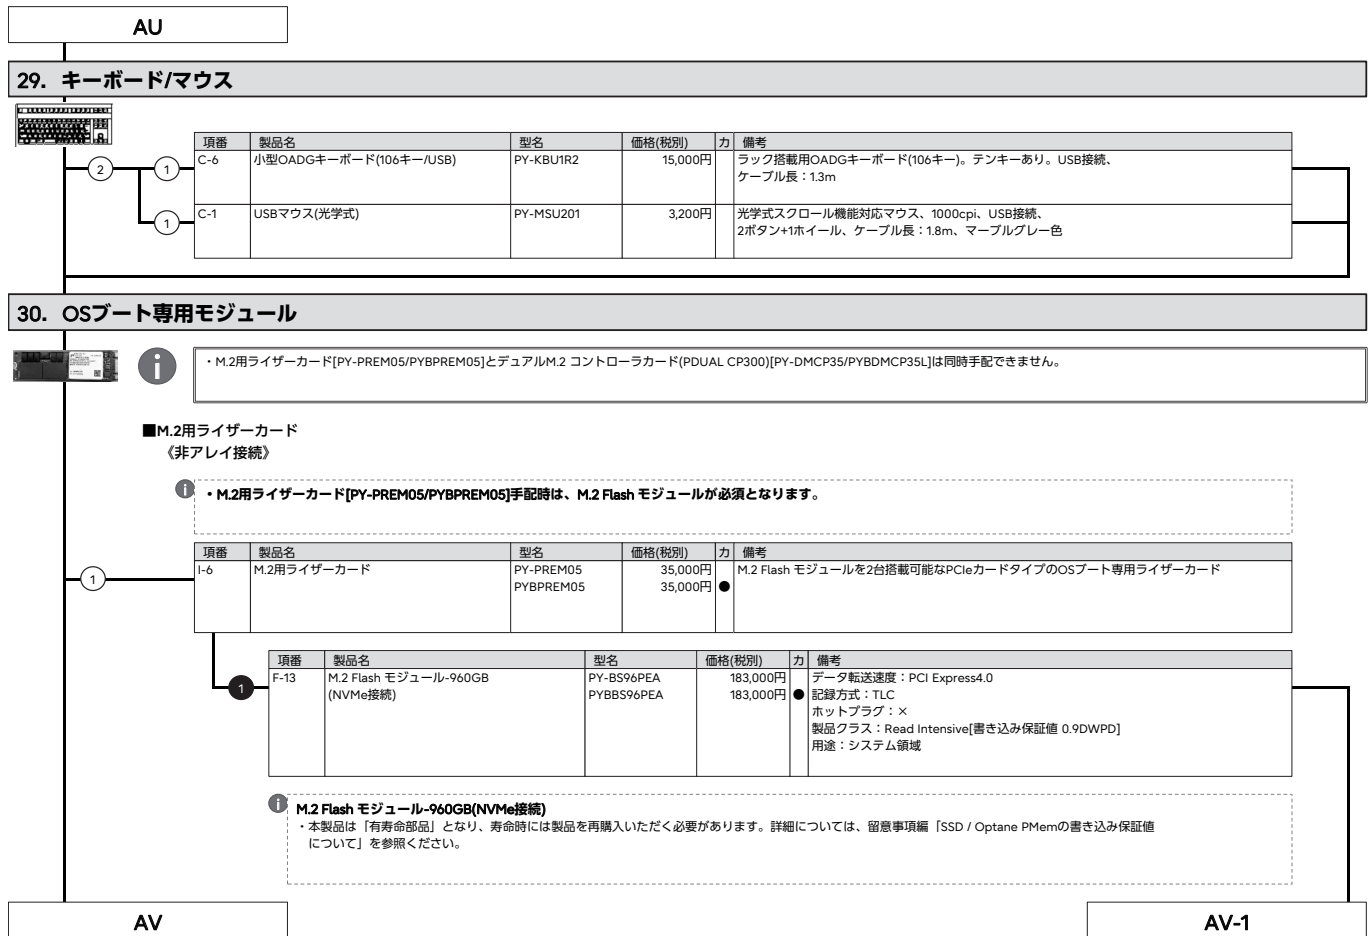 AU
29. キーボード/マウス
項番 製品名 型名 価格(税別) カ 備考
2 1 C-6 小型OADGキーボード(106キー/USB) PY-KBU1R2 15,000円 ラック搭載用OADGキーボード(106キー)。テンキーあり。USB接続、
ケーブル長：1.3m
1 C-1 USBマウス(光学式) PY-MSU201 3,200円 光学式スクロール機能対応マウス、1000cpi、USB接続、
2ボタン+1ホイール、ケーブル長：1.8m、マーブルグレー色
30. OSブート専用モジュール
i ・M.2用ライザーカード[PY-PREM05/PYBPREM05]とデュアルM.2 コントローラカード(PDUAL CP300)[PY-DMCP35/PYBDMCP35L]は同時手配できません。
■M.2用ライザーカード
《非アレイ接続》
i ・M.2用ライザーカード[PY-PREM05/PYBPREM05]手配時は、M.2 Flash モジュールが必須となります。
項番 製品名 型名 価格(税別) カ 備考
1 I-6 M.2用ライザーカード PY-PREM05 35,000円 M.2 Flash モジュールを2台搭載可能なPCIeカードタイプのOSブート専用ライザーカード
PYBPREM05 35,000円 ●
項番 製品名 型名 価格(税別) カ 備考
1 F-13 M.2 Flash モジュール-960GB PY-BS96PEA 183,000円 データ転送速度：PCI Express4.0
(NVMe接続) PYBBS96PEA 183,000円 ● 記録方式：TLC
ホットプラグ：×
製品クラス：Read Intensive[書き込み保証値 0.9DWPD]
用途：システム領域
i M.2 Flash モジュール-960GB(NVMe接続)
・本製品は「有寿命部品」となり、寿命時には製品を再購入いただく必要があります。詳細については、留意事項編「SSD / Optane PMemの書き込み保証値
について」を参照ください。
AV AV-1